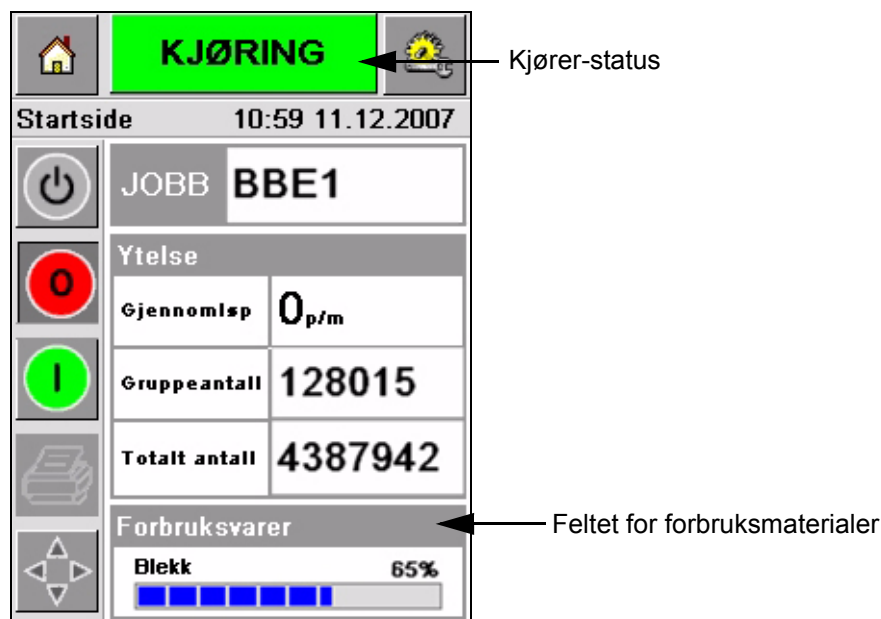 KJØRING
Kjører-status
Startside 10:59 11.12.2007
JOBB BBE1
Ytelse
O
Gjennomløp 0p/m
I
Gruppeantall 128015
Totalt antall 4387942
Forbruksvarer
Feltet for forbruksmaterialer
Blekk 65%